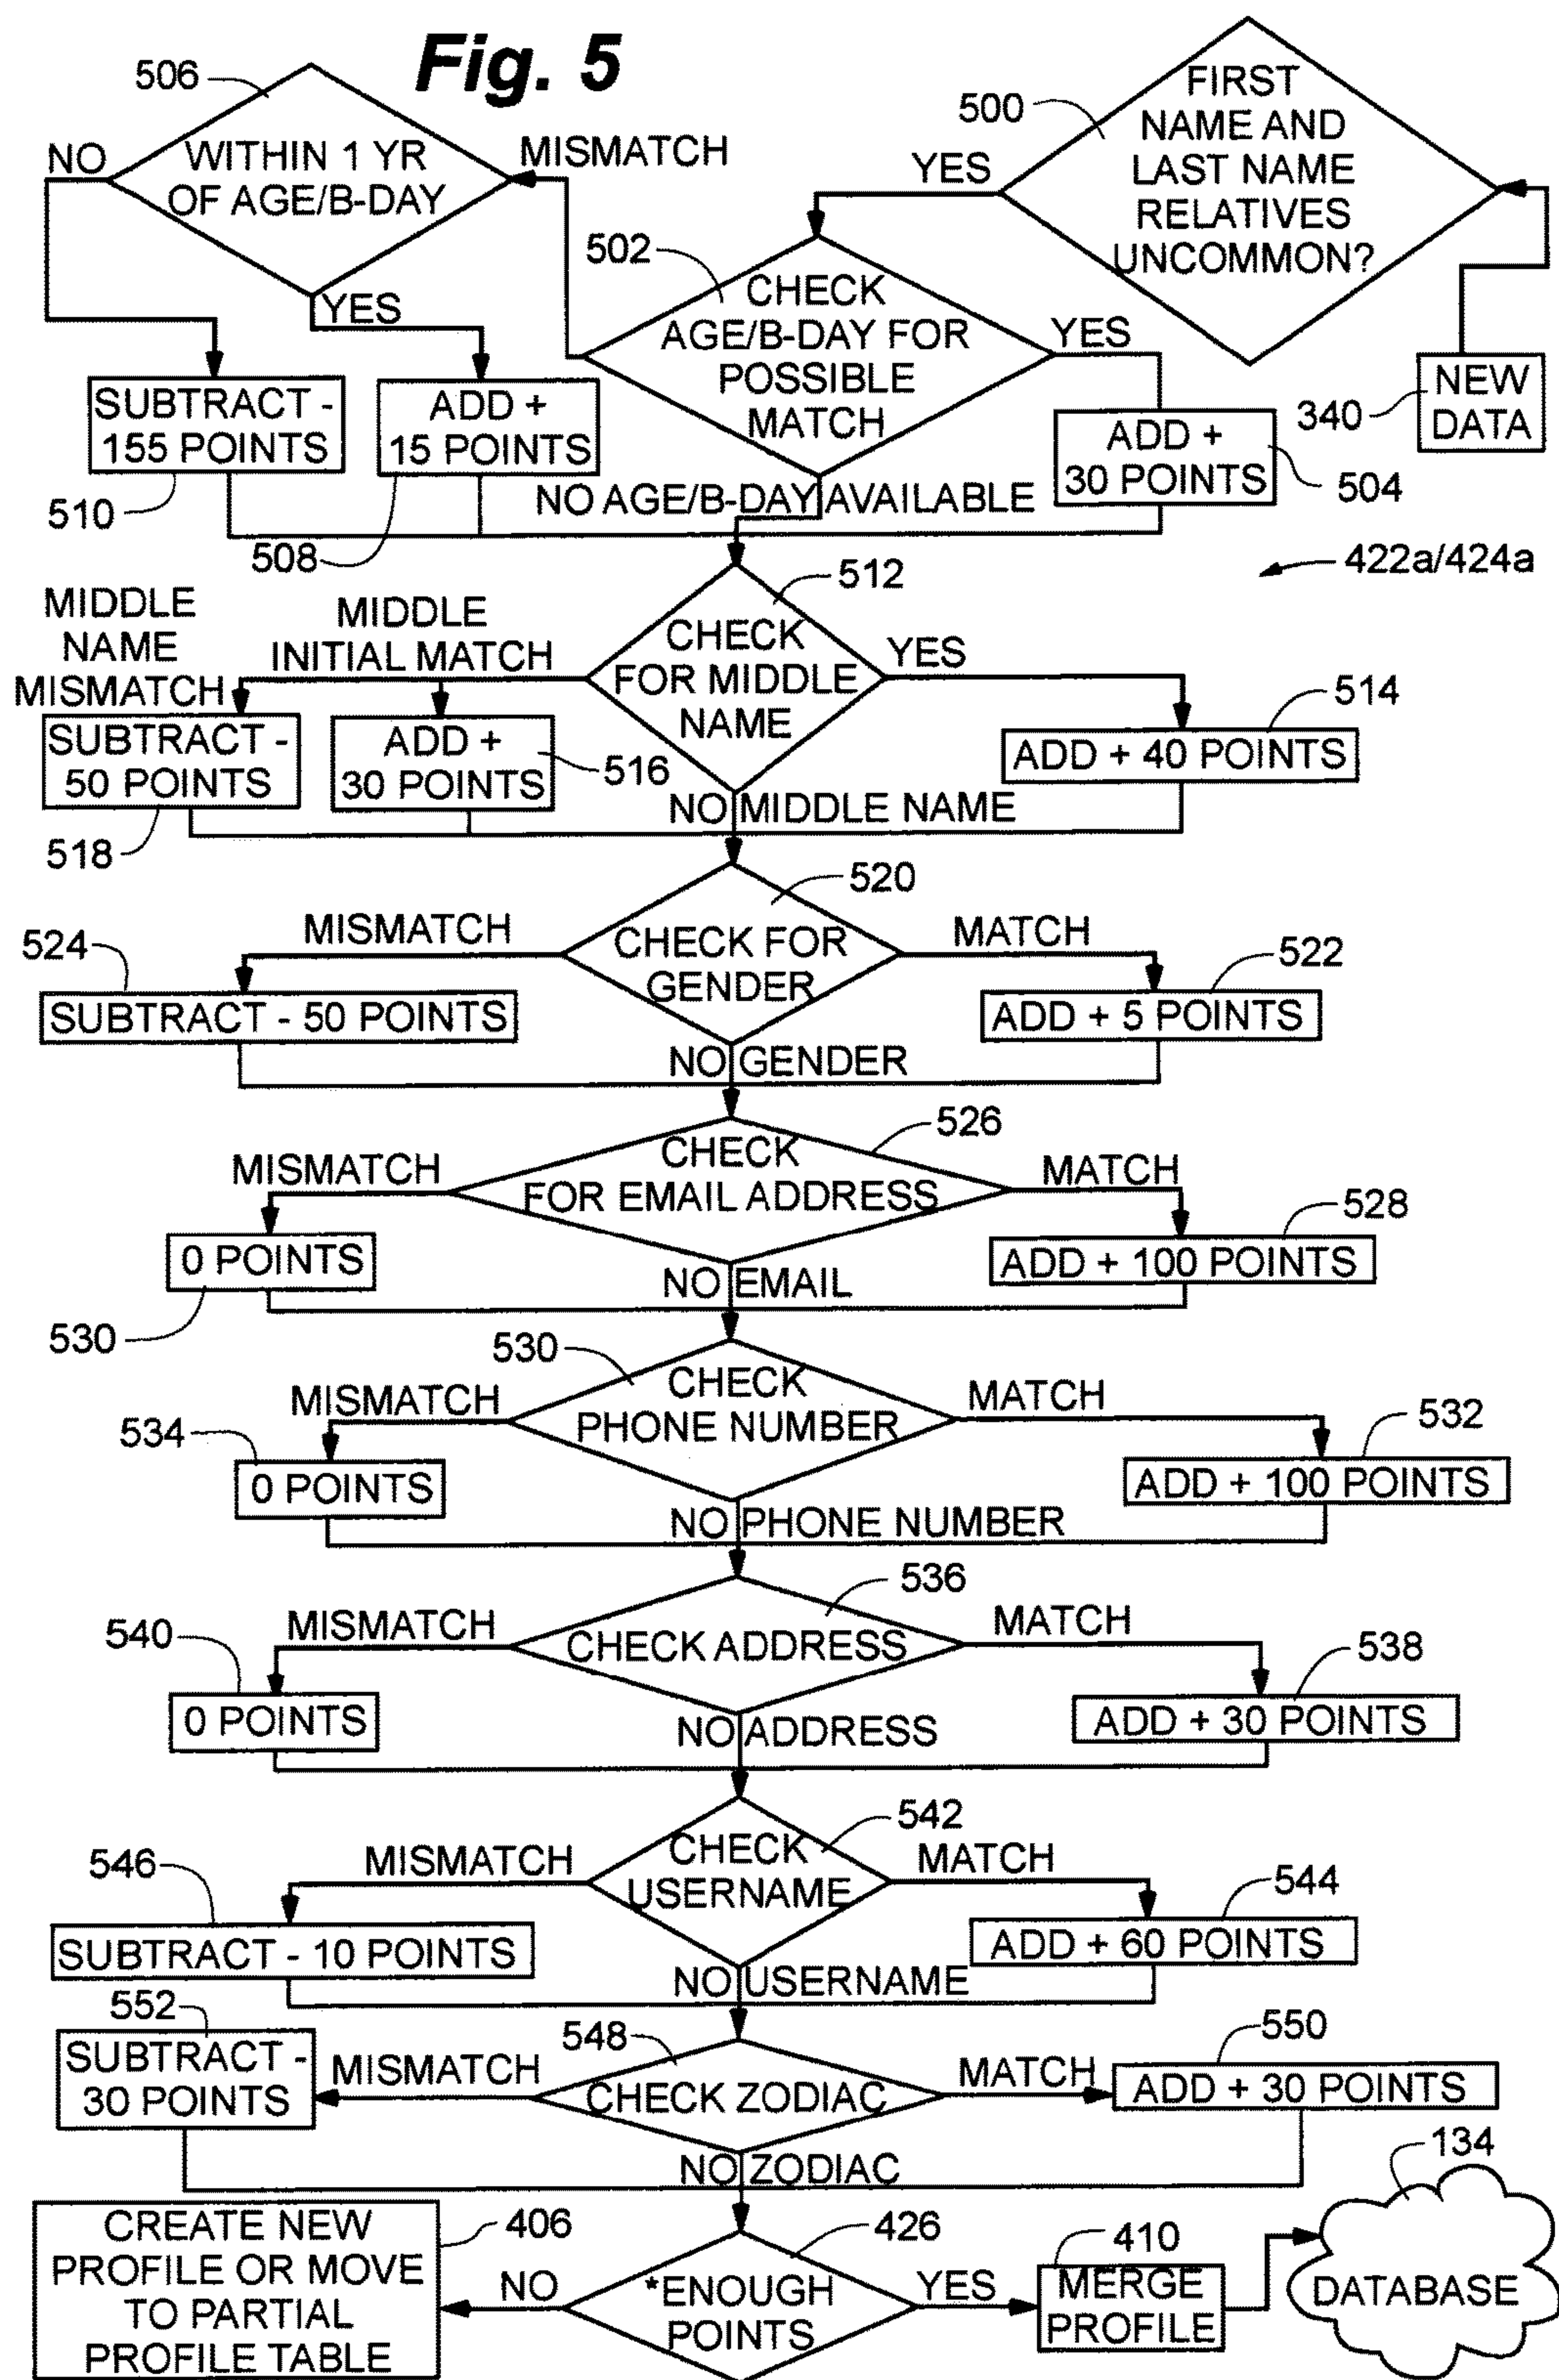 Fig. 5
506
WITHIN 1 YR
OF AGE/B-DAY
NO
MISMATCH
YES
500
FIRST
NAME AND
LAST NAME
RELATIVES
UNCOMMON?
YES
502
CHECK
AGE/B-DAY FOR
POSSIBLE
MATCH
YES
340
NEW
DATA
SUBTRACT -
155 POINTS
510
ADD +
15 POINTS
508
NO AGE/B-DAY AVAILABLE
ADD +
30 POINTS
504
422a/424a
512
CHECK
FOR MIDDLE
NAME
MIDDLE
NAME
MISMATCH
MIDDLE
INITIAL MATCH
YES
SUBTRACT -
50 POINTS
518
ADD +
30 POINTS
516
514
ADD + 40 POINTS
NO MIDDLE NAME
520
CHECK FOR
GENDER
MISMATCH
MATCH
524
SUBTRACT - 50 POINTS
522
ADD + 5 POINTS
NO GENDER
526
CHECK
FOR EMAIL ADDRESS
MISMATCH
MATCH
0 POINTS
530
528
ADD + 100 POINTS
NO EMAIL
530
CHECK
PHONE NUMBER
MISMATCH
MATCH
534
0 POINTS
532
ADD + 100 POINTS
NO PHONE NUMBER
536
CHECK ADDRESS
MISMATCH
MATCH
540
0 POINTS
538
ADD + 30 POINTS
NO ADDRESS
542
CHECK
USERNAME
MISMATCH
MATCH
546
SUBTRACT - 10 POINTS
544
ADD + 60 POINTS
NO USERNAME
552
SUBTRACT -
30 POINTS
MISMATCH
548
CHECK ZODIAC
MATCH
550
ADD + 30 POINTS
NO ZODIAC
CREATE NEW
PROFILE OR MOVE
TO PARTIAL
PROFILE TABLE
406
NO
426
*ENOUGH
POINTS
YES
410
MERGE
PROFILE
134
DATABASE